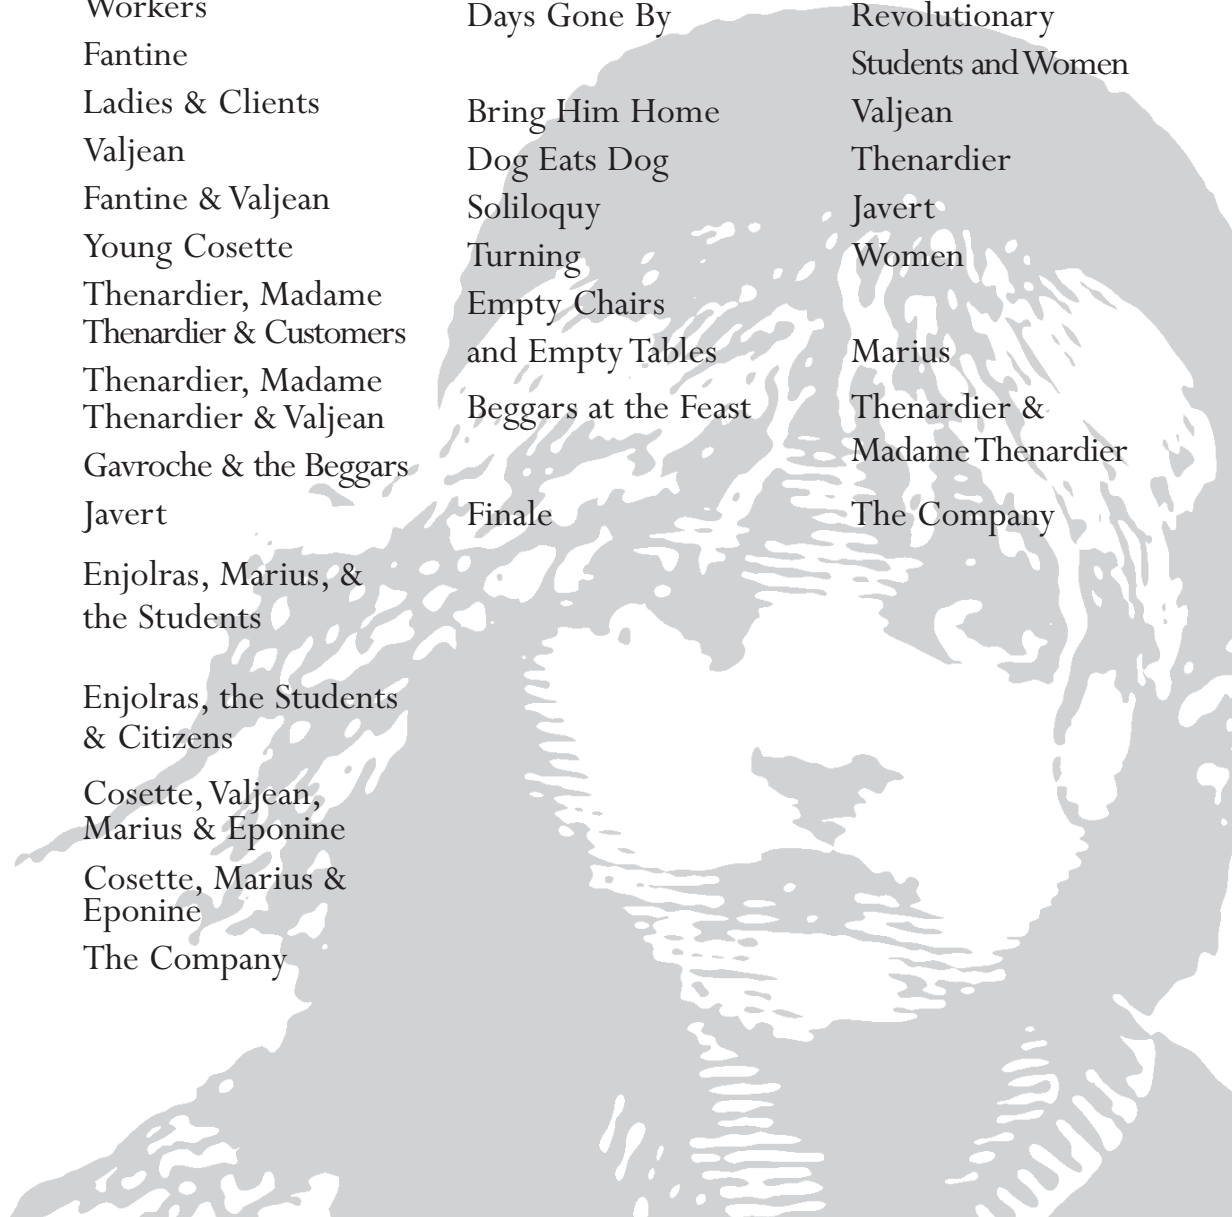 Workers
Fantine
Ladies & Clients
Valjean
Fantine & Valjean
Young Cosette
Thenardier, Madame
Thenardier & Customers
Thenardier, Madame
Thenardier & Valjean
Gavroche & the Beggars
Javert
Enjolras, Marius, &
the Students
Enjolras, the Students
& Citizens
Cosette, Valjean,
Marius & Eponine
Cosette, Marius &
Eponine
The Company
Days Gone By
Bring Him Home
Dog Eats Dog
Soliloquy
Turning
Empty Chairs
and Empty Tables
Beggars at the Feast
Finale
Revolutionary
Students and Women
Valjean
Thenardier
Javert
Women
Marius
Thenardier &
Madame Thenardier
The Company